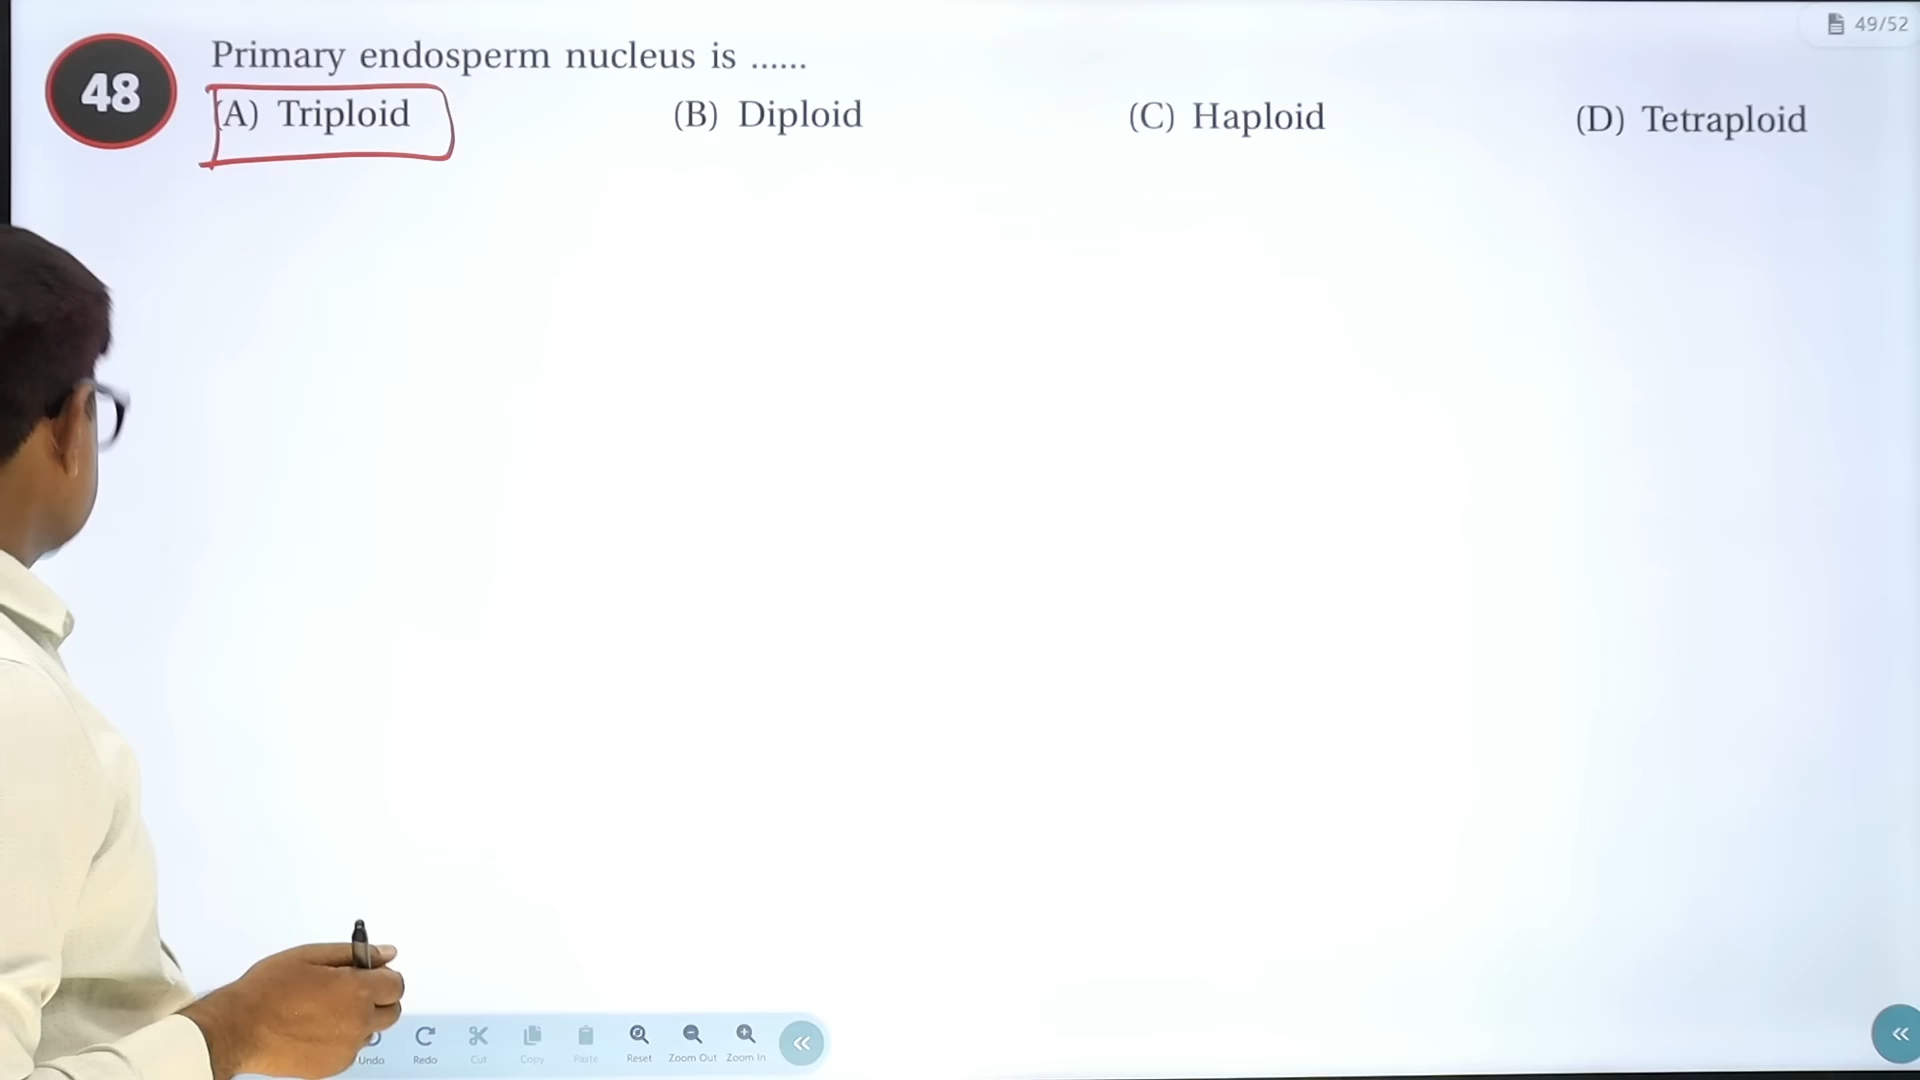 49/52
48
Primary endosperm nucleus is ......
(A) Triploid (B) Diploid (C) Haploid (D) Tetraploid
Undo Redo Cut Copy Paste Reset Zoom Out Zoom In